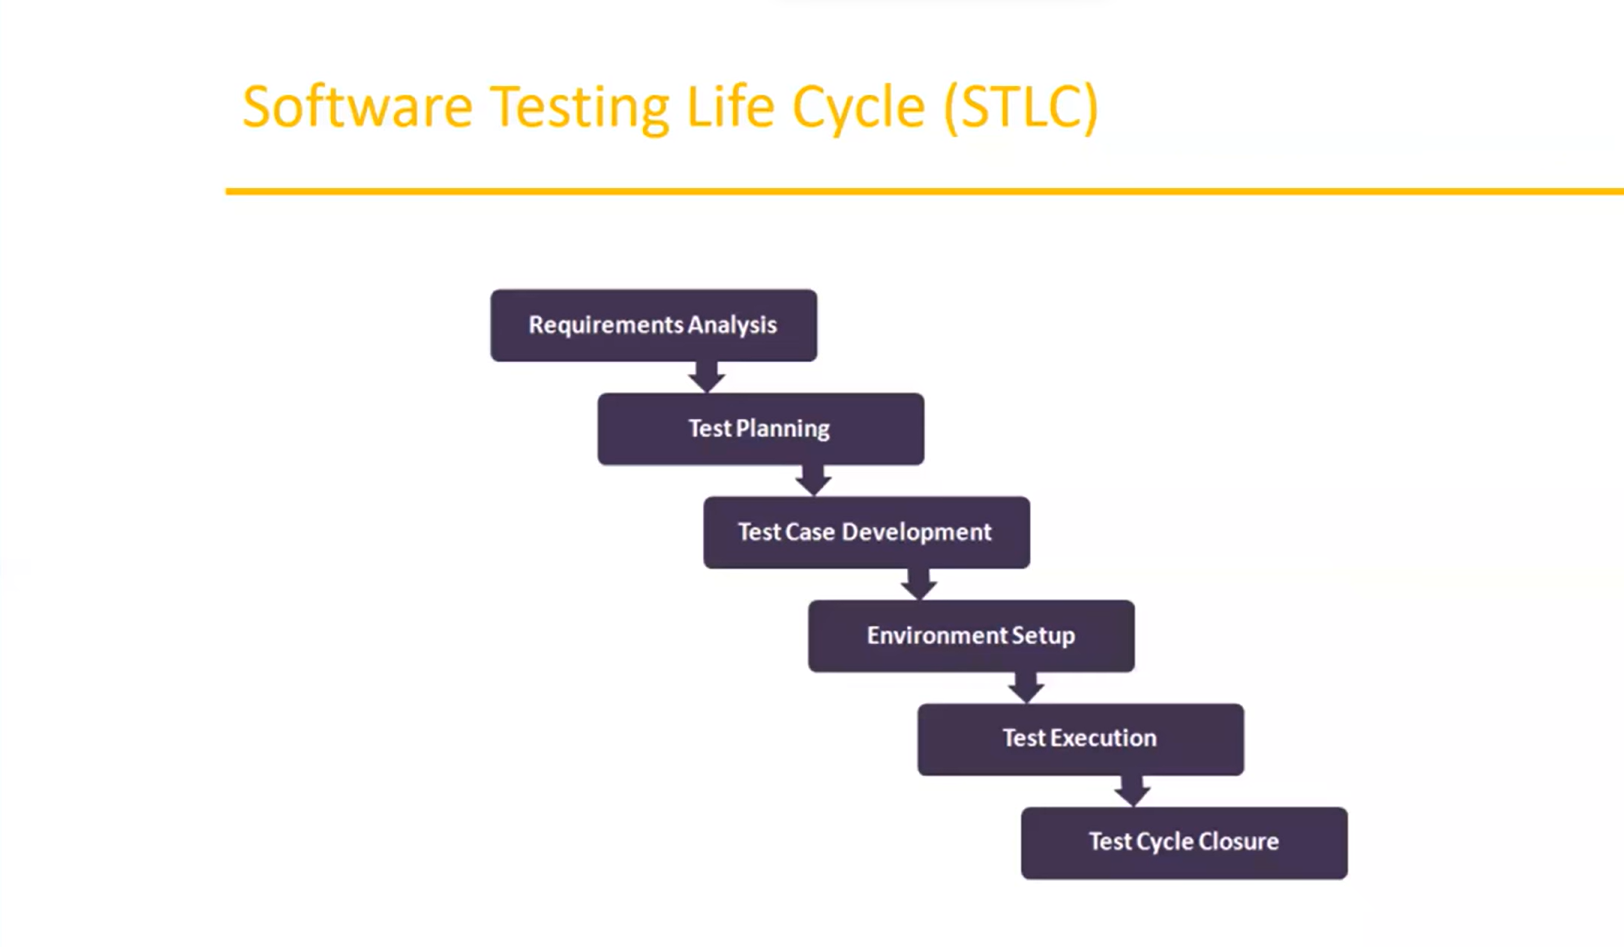 Software Testing Life Cycle (STLC)
Requirements Analysis
Test Planning
Test Case Development
Environment Setup
Test Execution
Test Cycle Closure